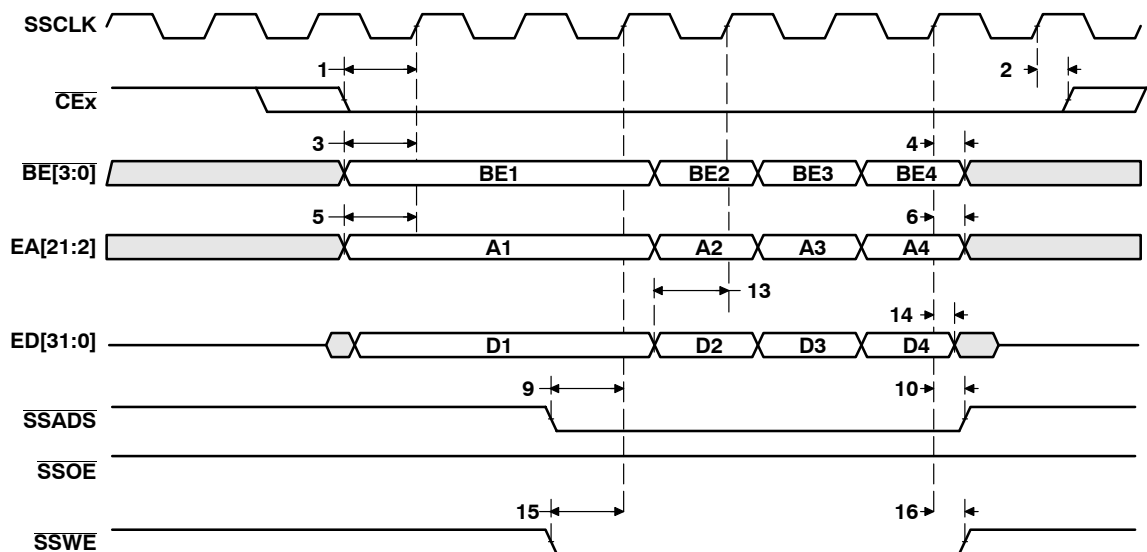 SSCLK
1
2
CEx
3
4
BE[3:0]
BE1
BE2
BE3
BE4
5
6
EA[21:2]
A1
A2
A3
A4
13
14
ED[31:0]
D1
D2
D3
D4
9
10
SSADS
SSOE
15
16
SSWE